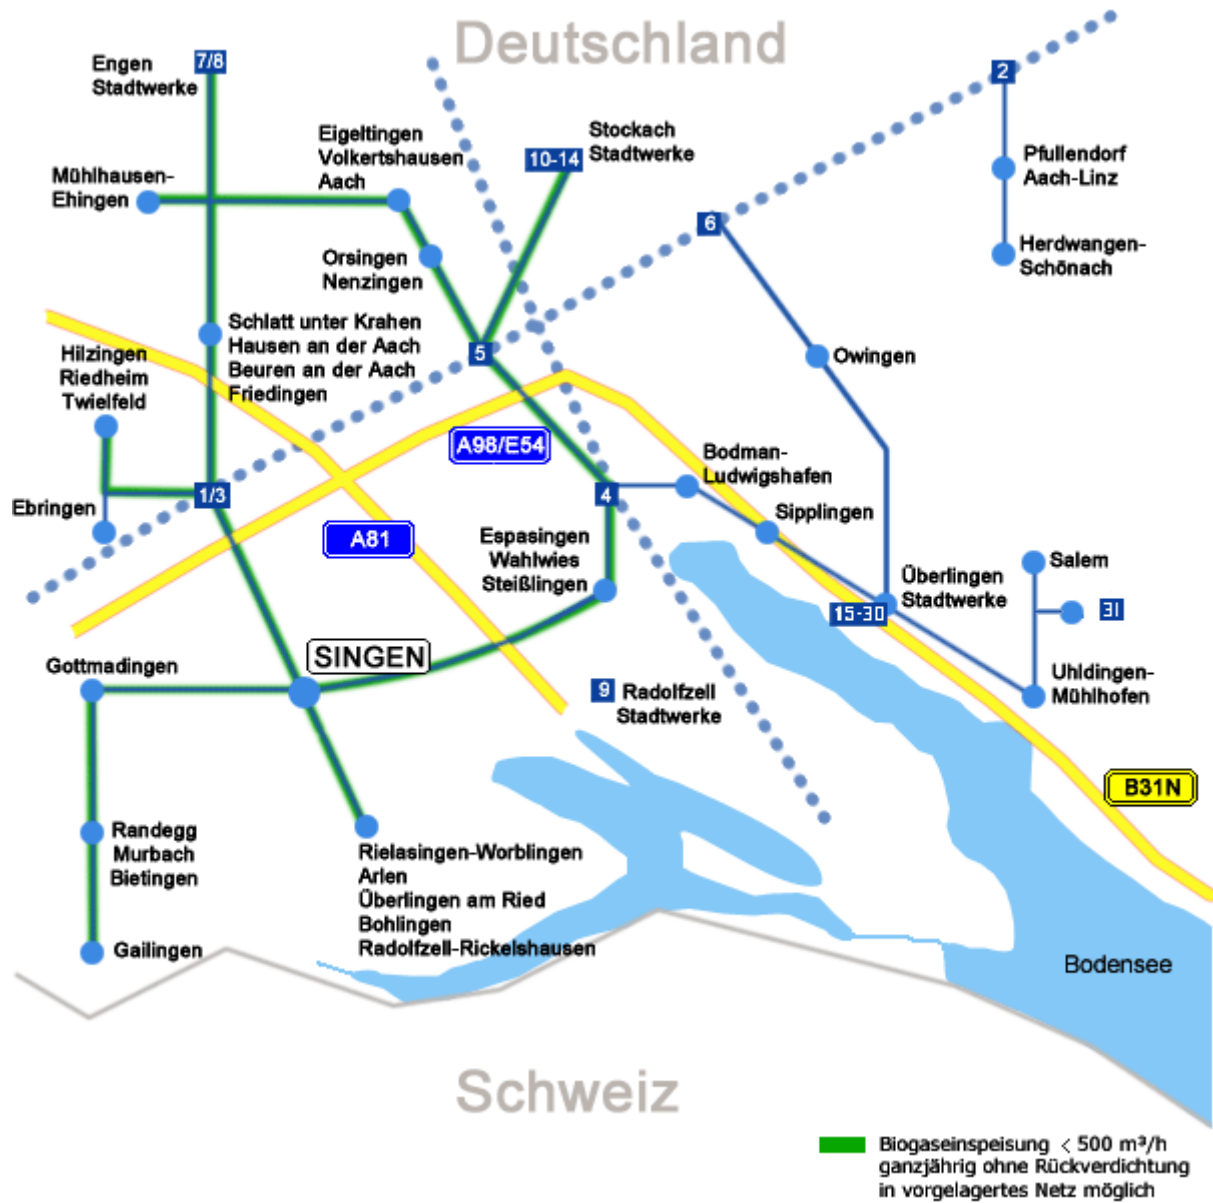 Deutschland
Engen
Stadtwerke
7/8
2
Eigeltingen
Volkertshausen
Aach
Stockach
Stadtwerke
10-14
Pfullendorf
Aach-Linz
Mühlhausen-
Ehingen
6
Herdwangen-
Schönach
Orsingen
Nenzingen
Schlatt unter Krahen
Hausen an der Aach
Beuren an der Aach
Friedingen
Hilzingen
Riedheim
Twielfeld
5
Owingen
A98/E54
Bodman-
Ludwigshafen
1/3
4
Ebringen
Sipplingen
A81
Espasingen
Wahlwies
Steißlingen
Salem
Überlingen
Stadtwerke
15-30
31
SINGEN
Gottmadingen
Uhldingen-
Mühlhofen
9
Radolfzell
Stadtwerke
B31N
Randegg
Murbach
Bietingen
Rielasingen-Worblingen
Arlen
Überlingen am Ried
Bohlingen
Radolfzell-Rickelshausen
Gailingen
Bodensee
Schweiz
Biogaseinspeisung < 500 m³/h
ganzjährig ohne Rückverdichtung
in vorgelagertes Netz möglich